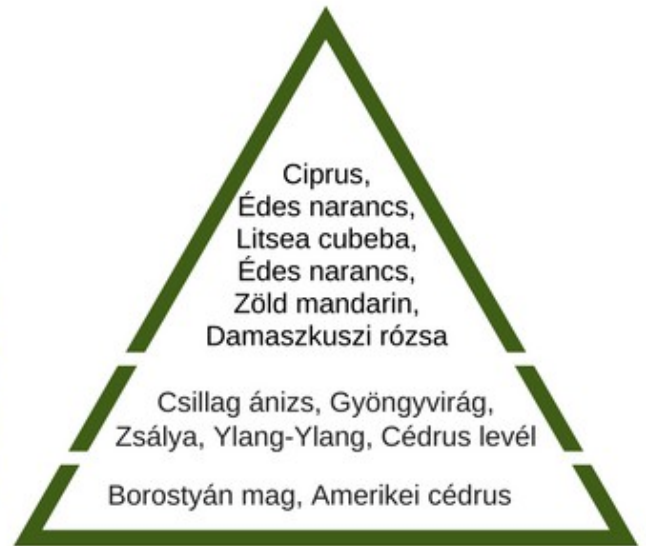 Ciprus,
Édes narancs,
Litsea cubeba,
Édes narancs,
Zöld mandarin,
Damaszkuszi rózsa
Csillag ánizs, Gyöngyvirág,
Zsálya, Ylang-Ylang, Cédrus levél
Borostyán mag, Amerikei cédrus